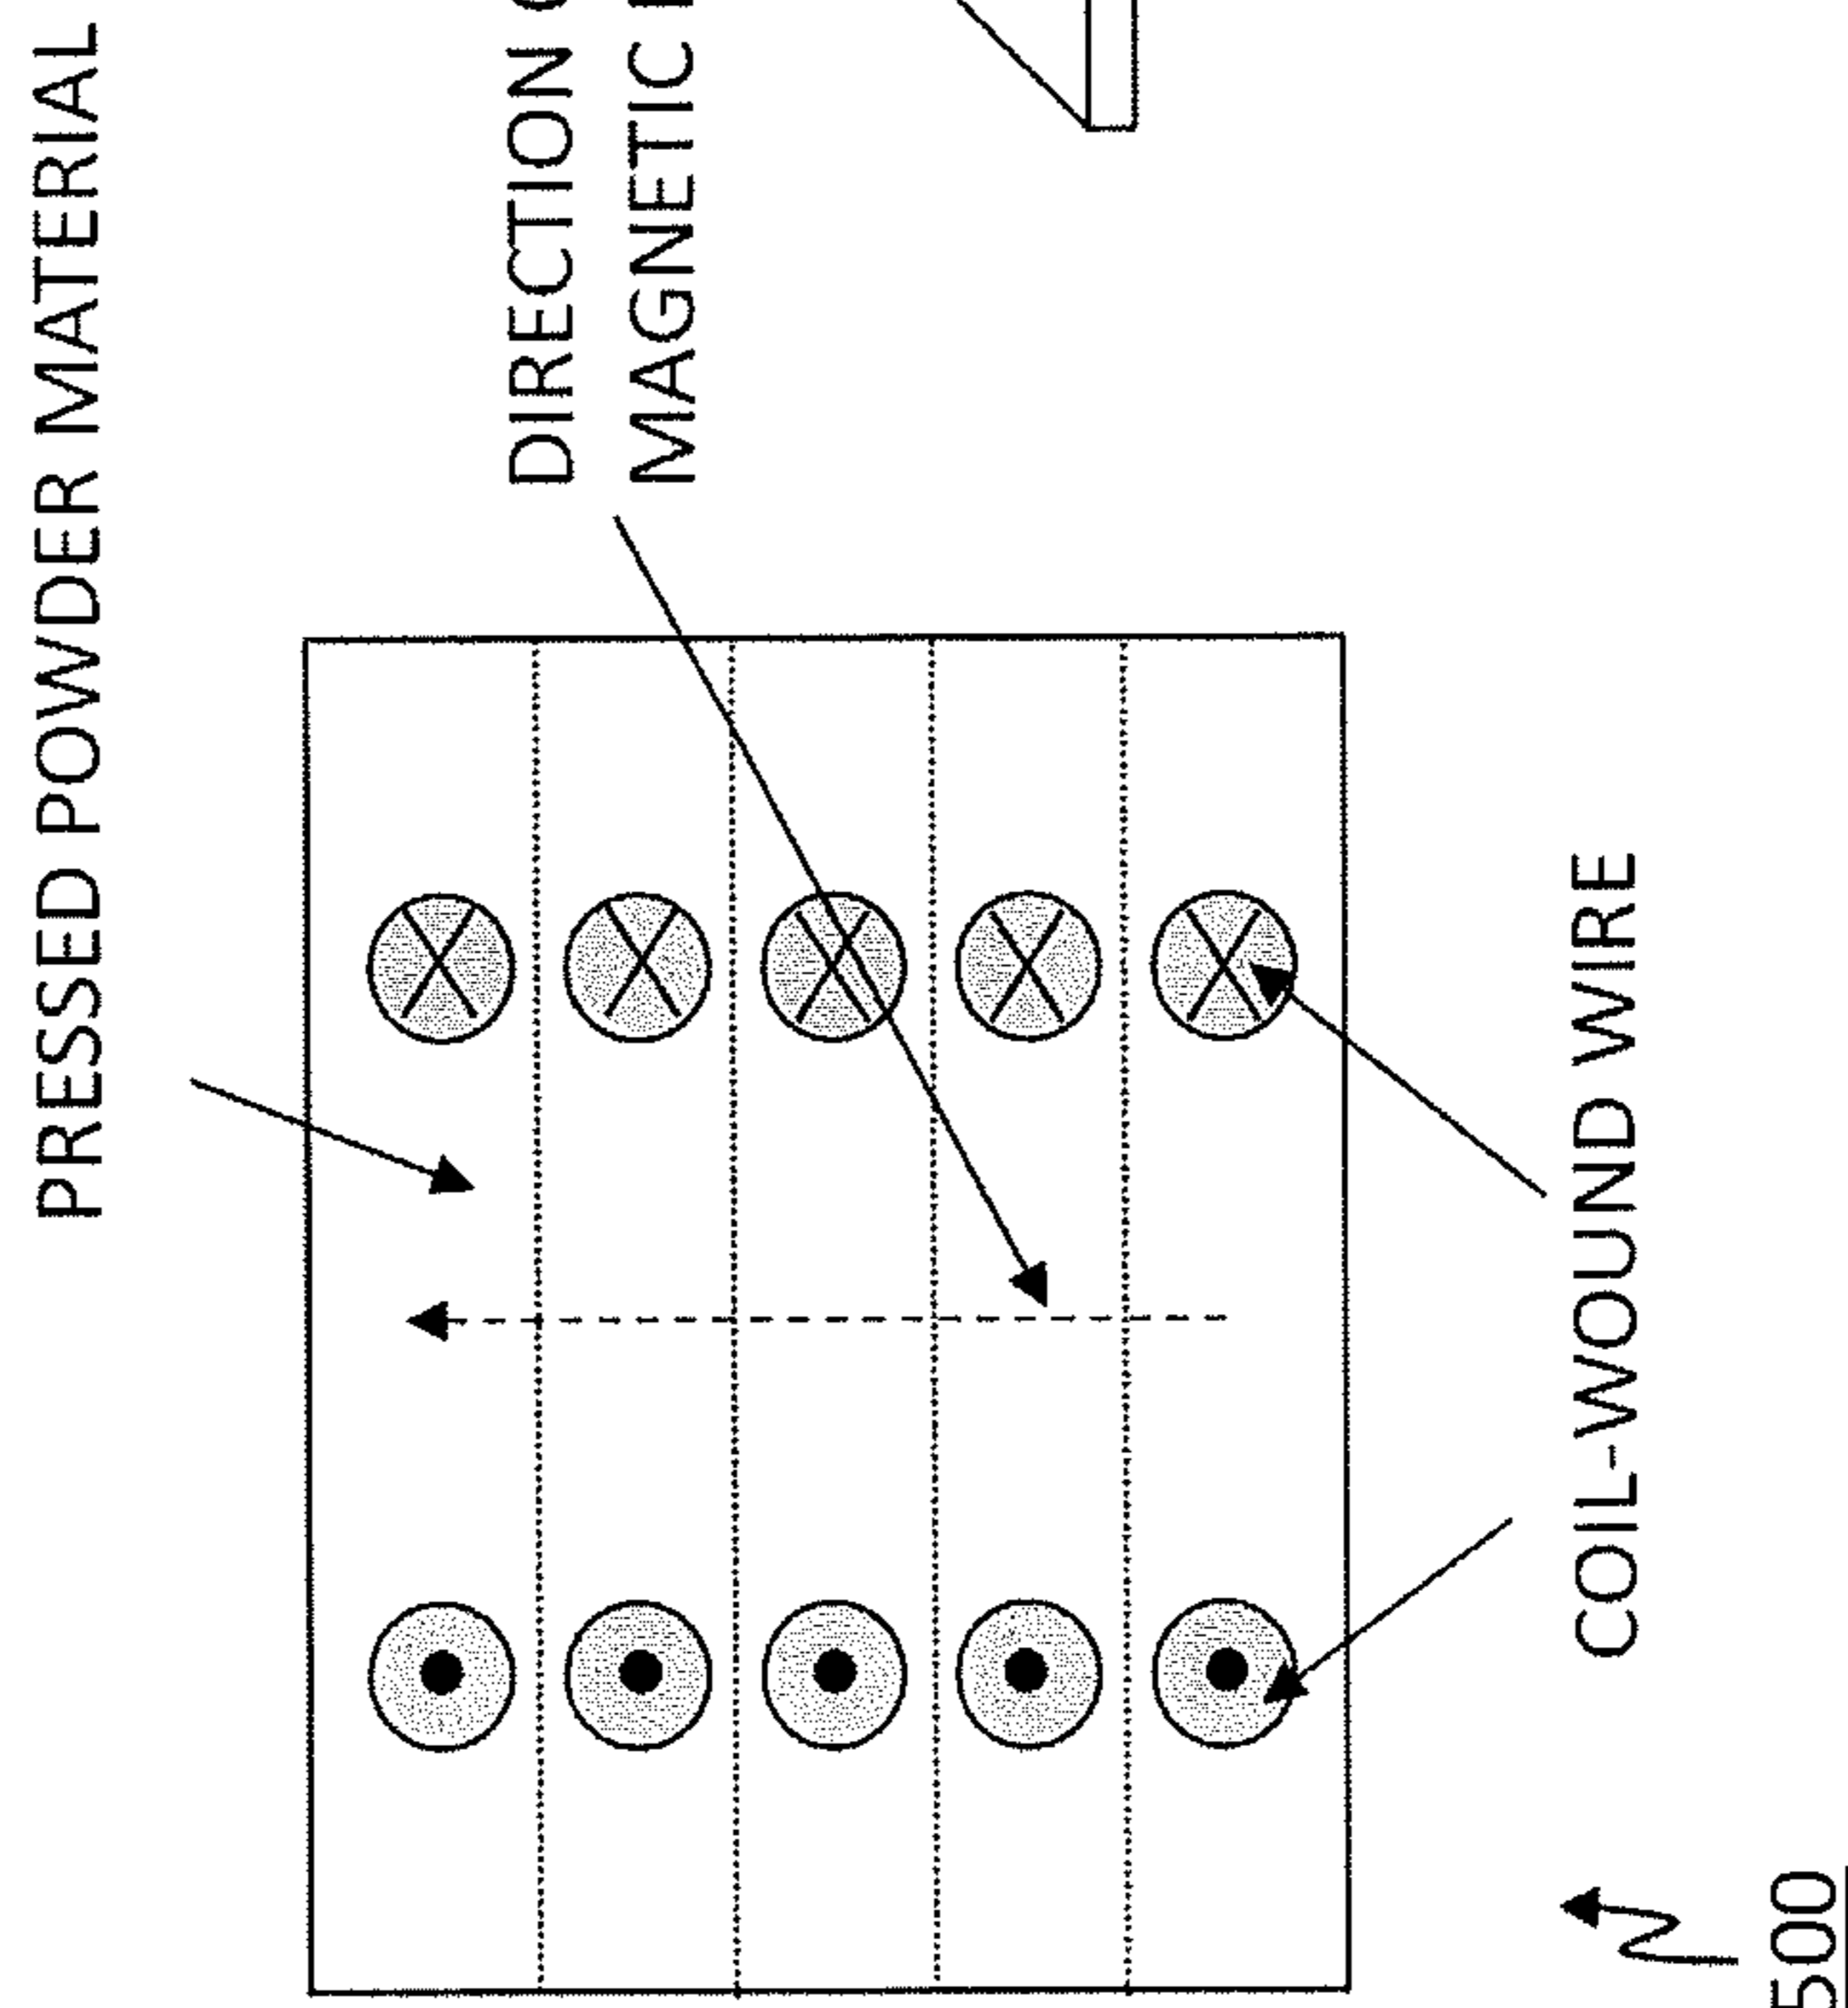 PRESSED POWDER MATERIAL
DIRECTION
MAGNETIC
COIL-WOUND WIRE
500